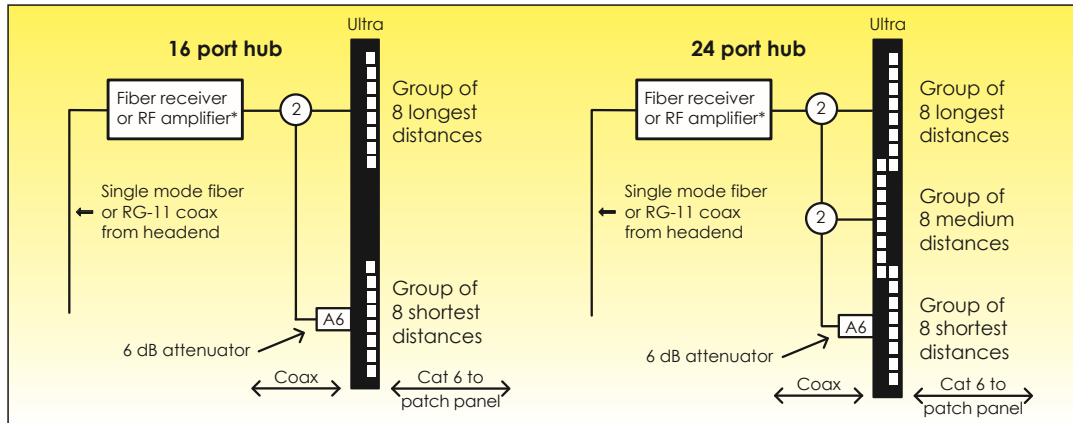 Ultra
16 port hub
Fiber receiver
or RF amplifier*
2
Group of
8 longest
distances
Single mode fiber
or RG-11 coax
from headend
Group of
8 shortest
distances
A6
6 dB attenuator
Coax
Cat 6 to
patch panel
Ultra
24 port hub
Fiber receiver
or RF amplifier*
2
Group of
8 longest
distances
Single mode fiber
or RG-11 coax
from headend
2
Group of
8 medium
distances
Group of
8 shortest
distances
A6
6 dB attenuator
Coax
Cat 6 to
patch panel